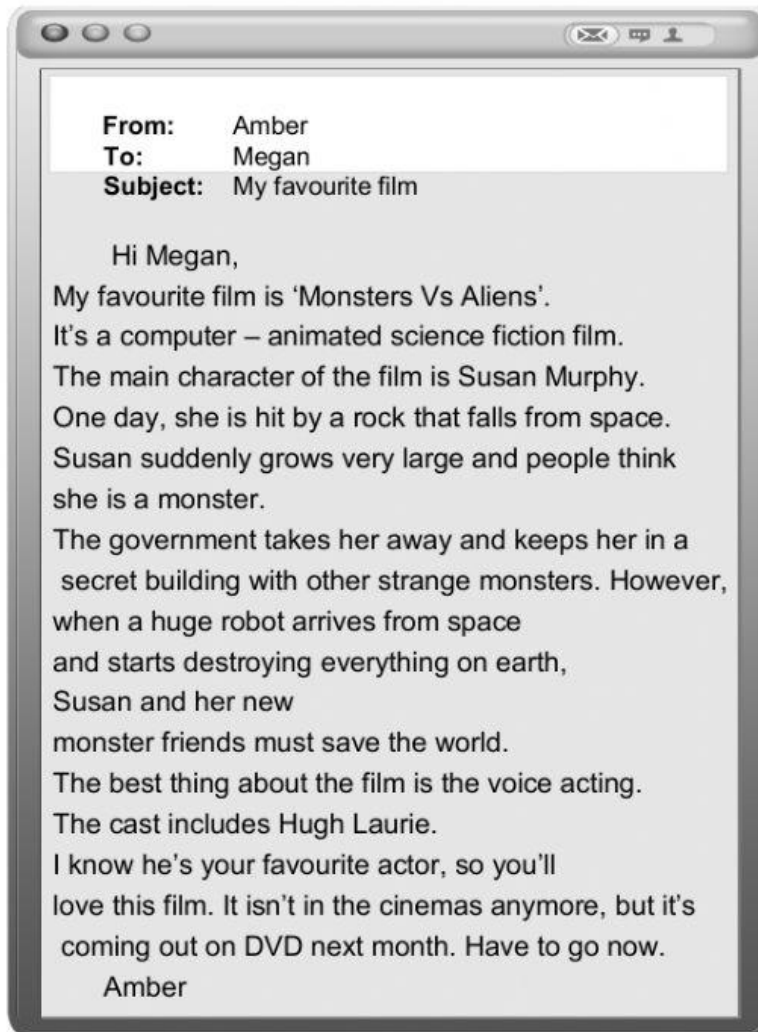 From: Amber
To: Megan
Subject: My favourite film
Hi Megan,
My favourite film is ‘Monsters Vs Aliens’.
It’s a computer – animated science fiction film.
The main character of the film is Susan Murphy.
One day, she is hit by a rock that falls from space.
Susan suddenly grows very large and people think
she is a monster.
The government takes her away and keeps her in a
secret building with other strange monsters. However,
when a huge robot arrives from space
and starts destroying everything on earth,
Susan and her new
monster friends must save the world.
The best thing about the film is the voice acting.
The cast includes Hugh Laurie.
I know he’s your favourite actor, so you’ll
love this film. It isn’t in the cinemas anymore, but it’s
coming out on DVD next month. Have to go now.
Amber